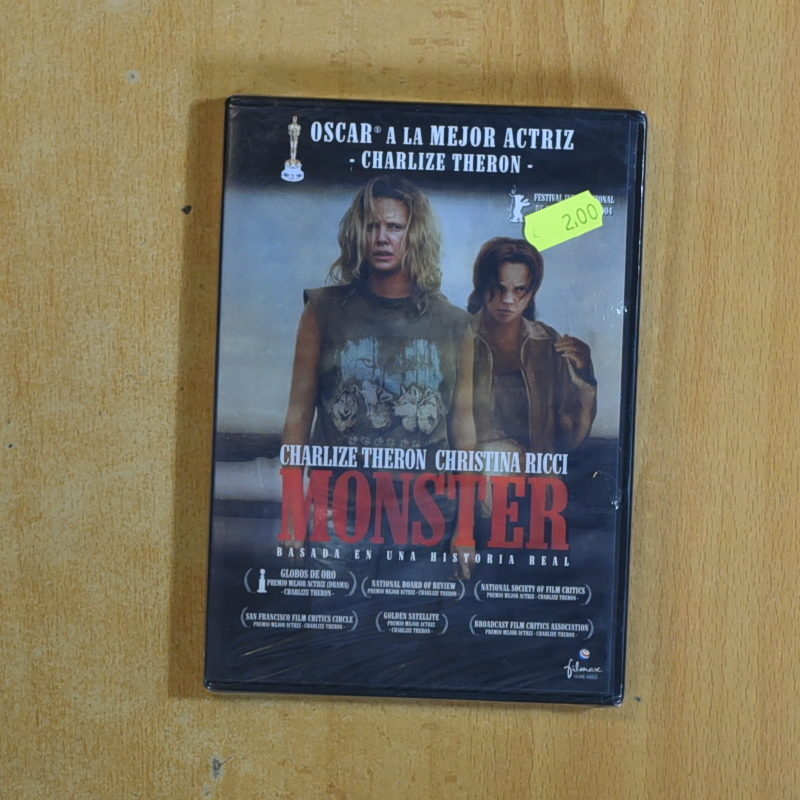 OSCAR® A LA MEJOR ACTRIZ
- CHARLIZE THERON -
FESTIVAL
2.00
CHARLIZE THERON CHRISTINA RICCI
MONSTER
BASADA EN UNA HISTORIA REAL
GLOBOS DE ORO
PREMIO MEJOR ACTRIZ (DRAMA)
- CHARLIZE THERON -
NATIONAL BOARD OF REVIEW
PREMIO MEJOR ACTRIZ - CHARLIZE THERON -
NATIONAL SOCIETY OF FILM CRITICS
PREMIO MEJOR ACTRIZ - CHARLIZE THERON -
SAN FRANCISCO FILM CRITICS CIRCLE
PREMIO MEJOR ACTRIZ - CHARLIZE THERON -
GOLDEN SATELLITE
PREMIO MEJOR ACTRIZ
- CHARLIZE THERON -
BROADCAST FILM CRITICS ASSOCIATION
PREMIO MEJOR ACTRIZ - CHARLIZE THERON -
filmax
HOME VIDEO